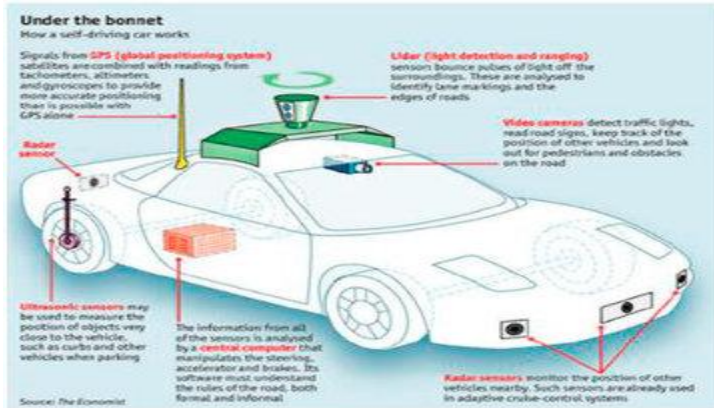 Under the bonnet
How a self-driving car works
Signals from GPS (global positioning system)
satellites are combined with readings from
tachometers, altimeters
and gyroscopes to provide
more accurate positioning
than is possible with
GPS alone
Lidar (light detection and ranging)
sensors bounce pulses of light off the
surroundings. These are analysed to
identify lane markings and the
edges of roads
Video cameras detect traffic lights,
read road signs, keep track of the
position of other vehicles and look
out for pedestrians and obstacles
on the road
Radar
sensor
Ultrasonic sensors may
be used to measure the
position of objects very
close to the vehicle,
such as curbs and other
vehicles when parking
The information from all
of the sensors is analysed
by a central computer that
manipulates the steering,
accelerator and brakes. Its
software must understand
the rules of the road, both
formal and informal
Radar sensors monitor the position of other
vehicles nearby. Such sensors are already used
in adaptive cruise-control systems
Source: The Economist